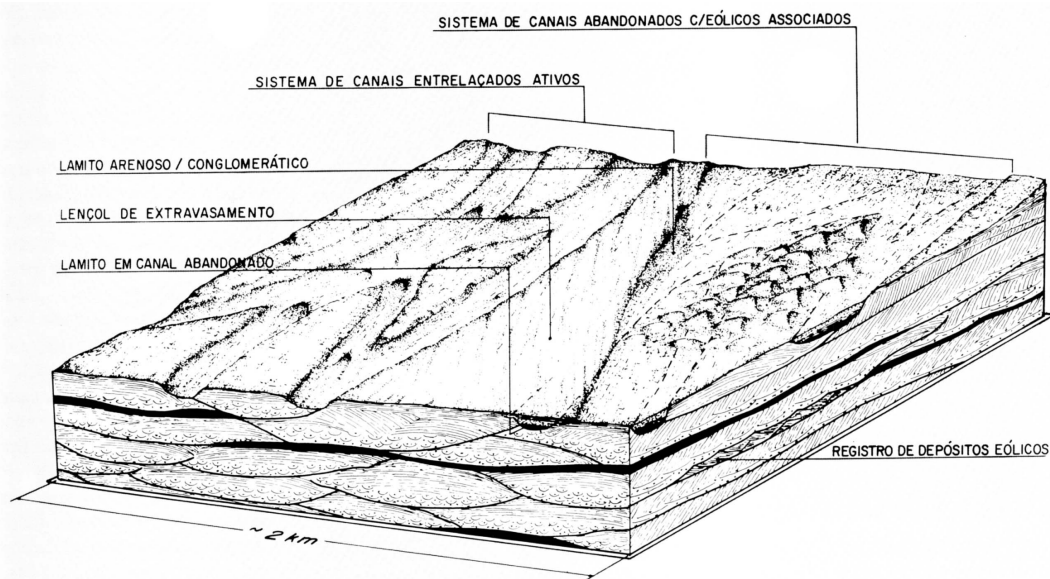 SISTEMA DE CANAIS ABANDONADOS C/EÓLICOS ASSOCIADOS
SISTEMA DE CANAIS ENTRELAÇADOS ATIVOS
LAMITO ARENOSO / CONGLOMERÁTICO
LENÇOL DE EXTRAVASAMENTO
LAMITO EM CANAL ABANDONADO
REGISTRO DE DEPÓSITOS EÓLICOS
~ 2 km